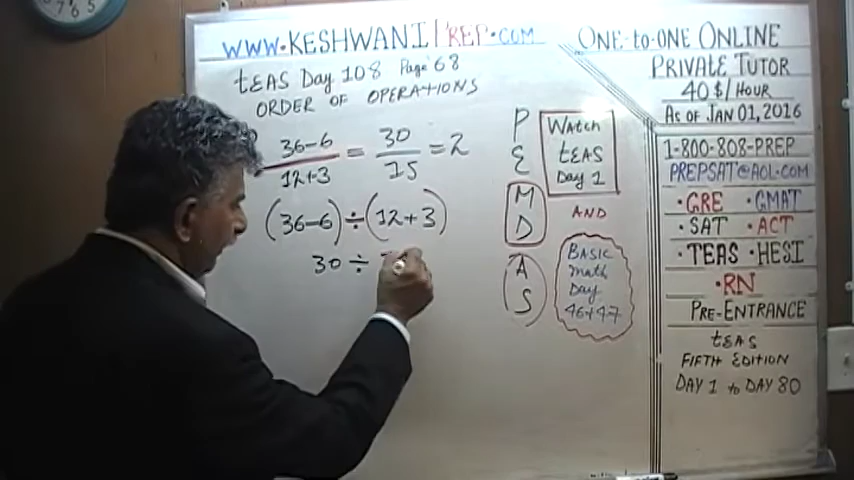 7 6 5
WWW.KESHWANIPREP.COM
TEAS Day 108 Page 68
ORDER OF OPERATIONS
36-6 = 30 = 2
12+3 15
(36-6) ÷ (12+3)
30 ÷
P
E
M
D
A
S
Watch
TEAS
Day 1
AND
BASIC
math
Day
46+47
ONE-to-ONE ONLINE
PRIVATE TUTOR
40 $/HOUR
AS OF JAN 01, 2016
1-800-808-PREP
PREPSAT@AOL.COM
•GRE •GMAT
•SAT •ACT
•TEAS •HESI
•RN
PRE-ENTRANCE
TEAS
FIFTH EDITION
DAY 1 to DAY 80